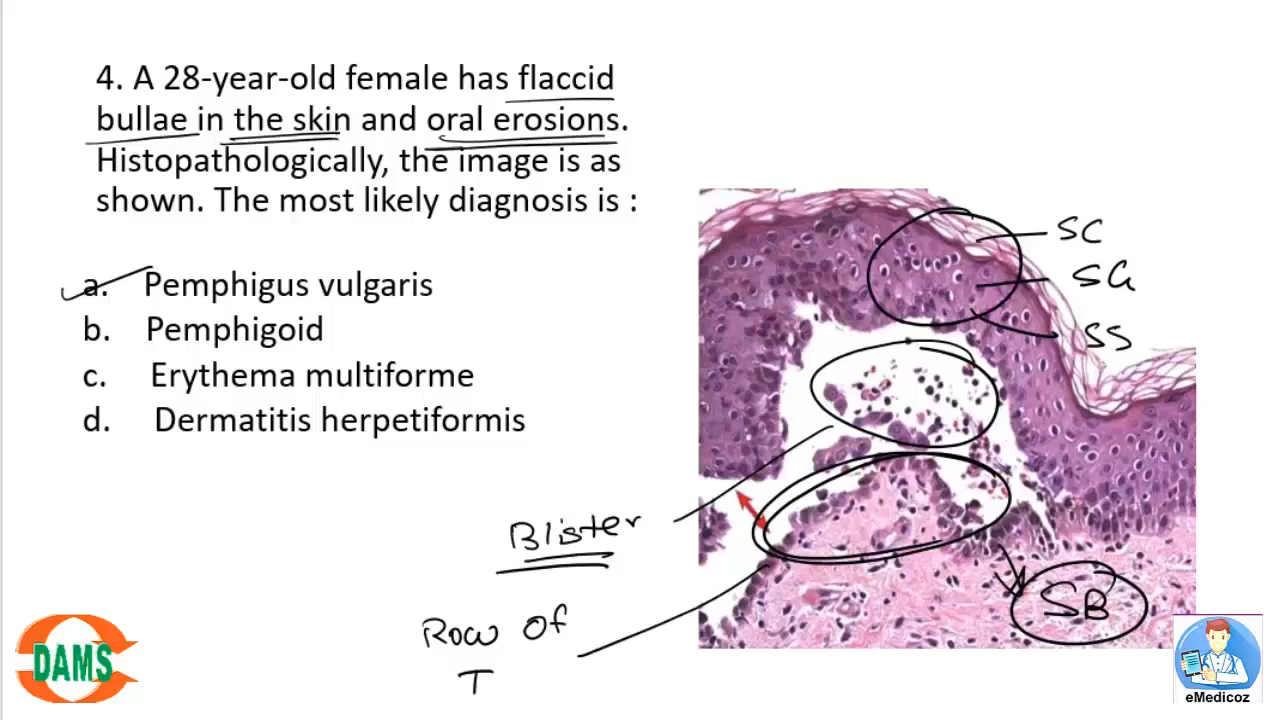 4. A 28-year-old female has flaccid
bullae in the skin and oral erosions.
Histopathologically, the image is as
shown. The most likely diagnosis is :
a. Pemphigus vulgaris
b. Pemphigoid
c. Erythema multiforme
d. Dermatitis herpetiformis
SC
SG
SS
Blister
SB
Row of
T
DAMS
eMedicoz